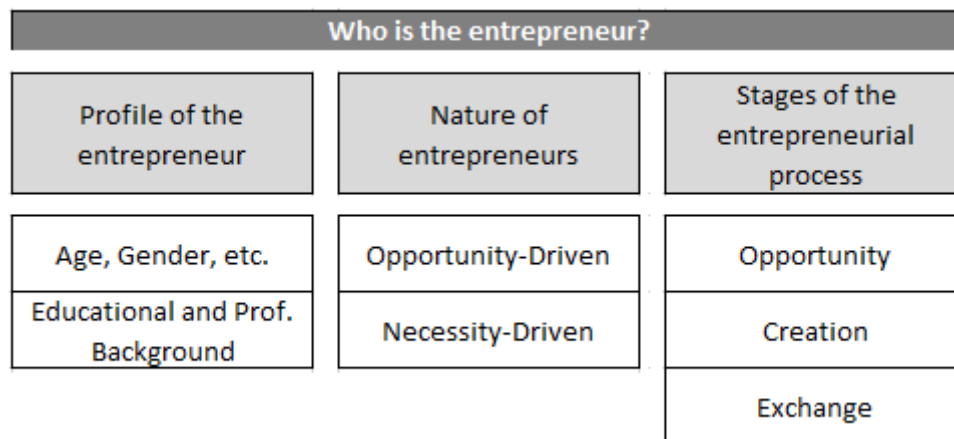 Who is the entrepreneur?
Profile of the
entrepreneur
Nature of
entrepreneurs
Stages of the
entrepreneurial
process
Age, Gender, etc.
Educational and Prof.
Background
Opportunity-Driven
Necessity-Driven
Opportunity
Creation
Exchange